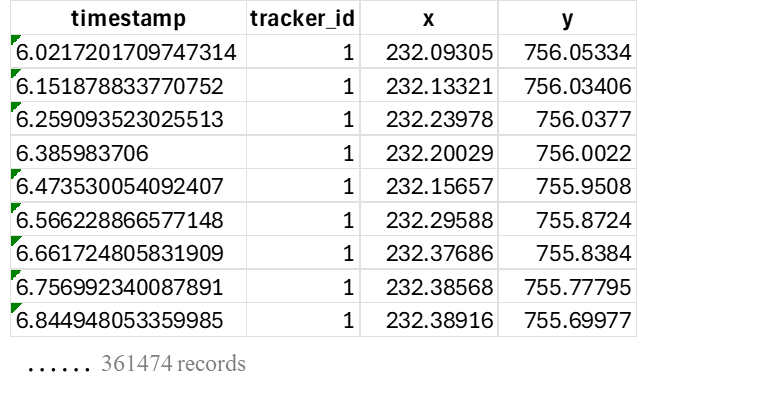 timestamp tracker_id x y
6.0217201709747314 1 232.09305 756.05334
6.151878833770752 1 232.13321 756.03406
6.259093523025513 1 232.23978 756.0377
6.385983706 1 232.20029 756.0022
6.473530054092407 1 232.15657 755.9508
6.566228866577148 1 232.29588 755.8724
6.661724805831909 1 232.37686 755.8384
6.756992340087891 1 232.38568 755.77795
6.844948053359985 1 232.38916 755.69977
...... 361474 records